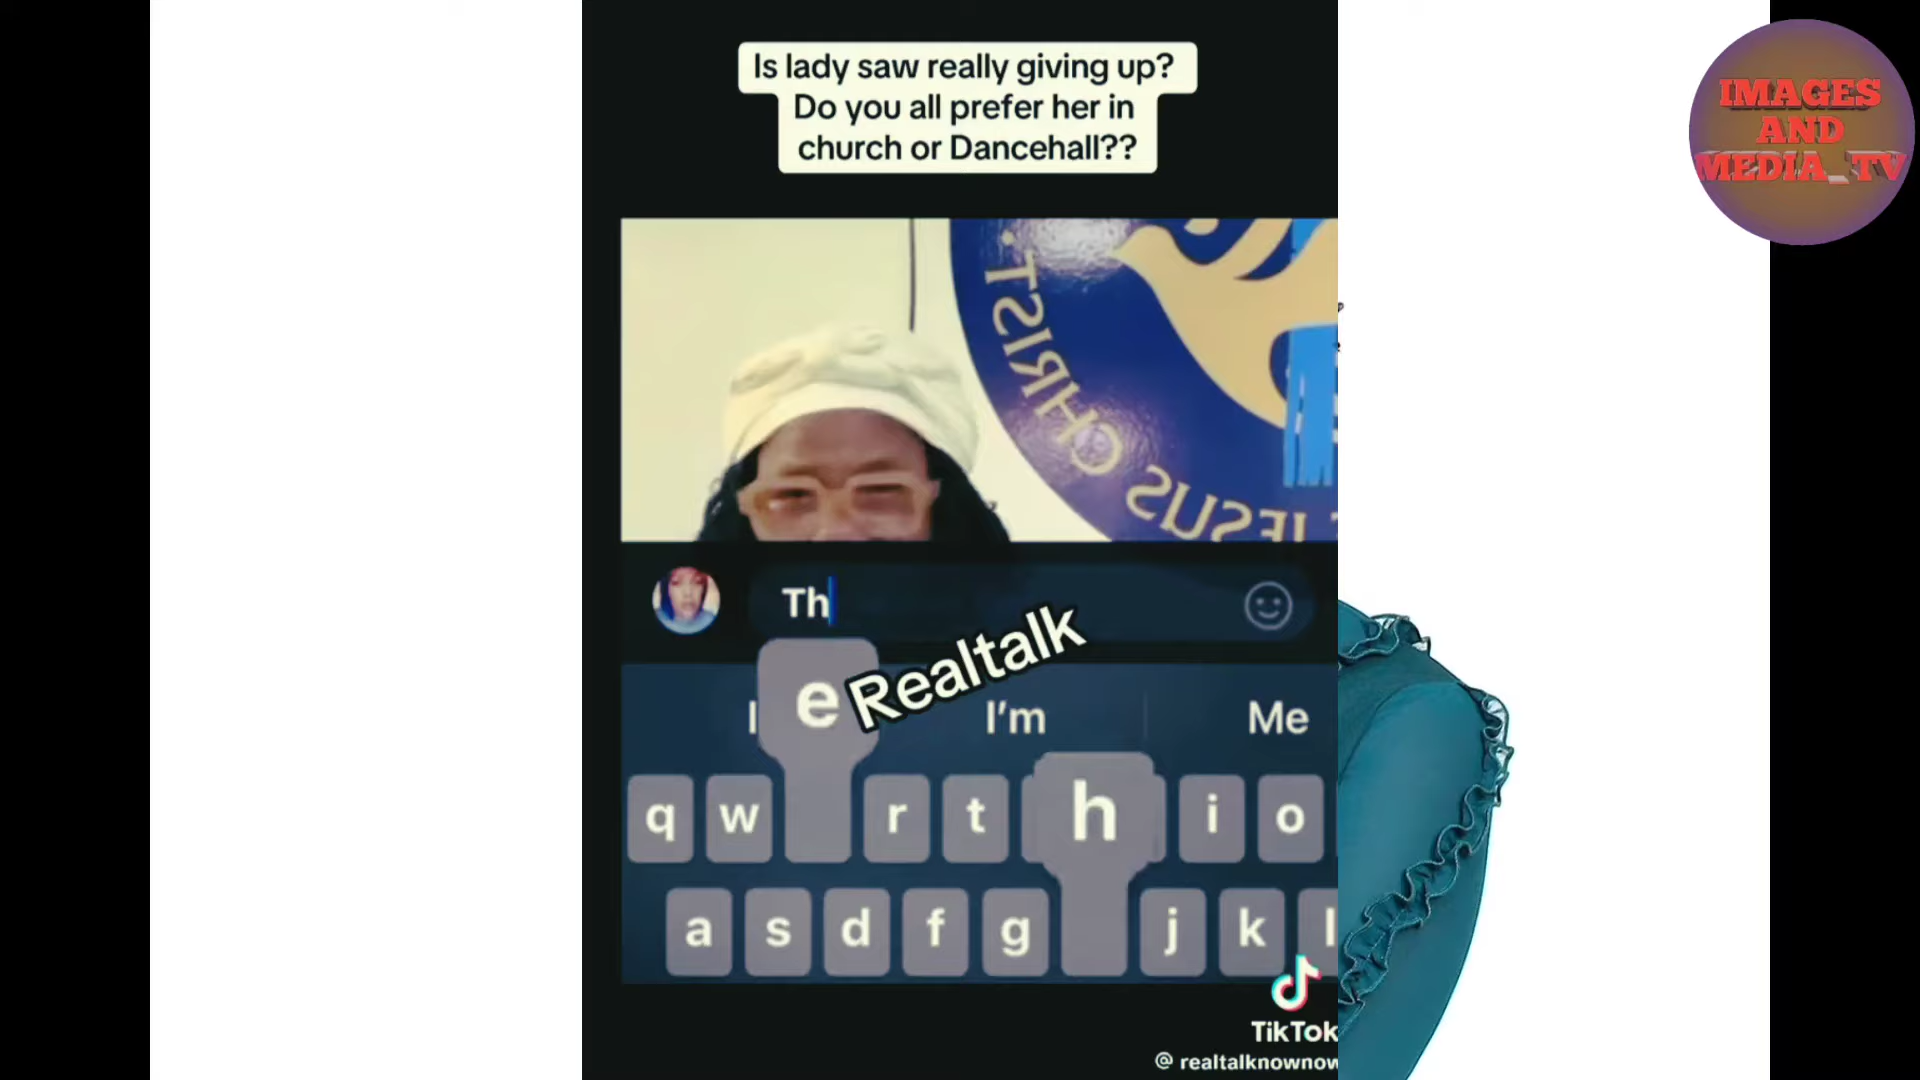 Is lady saw really giving up?
Do you all prefer her in
church or Dancehall??
IMAGES
AND
MEDIA_TV
JESUS CHRIST.
Th
Realtalk
I
e
I'm
Me
q w r t h i o
a s d f g j k l
TikTok
@ realtalknownow